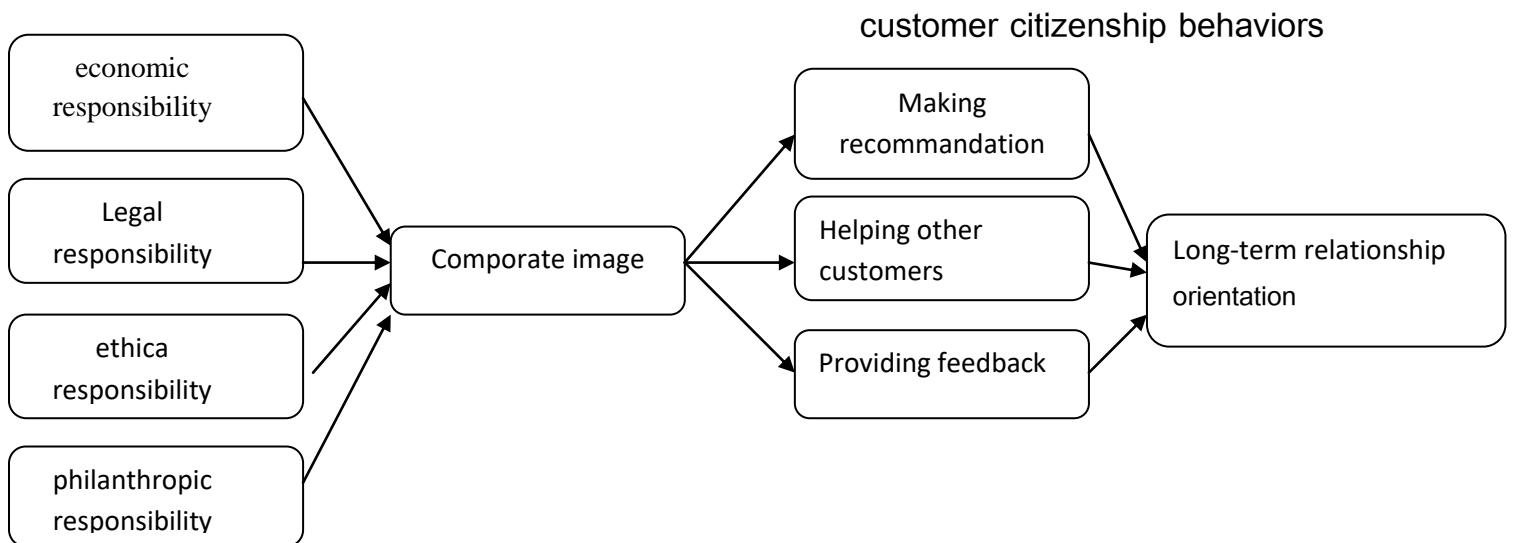 customer citizenship behaviors
economic
responsibility
Legal
responsibility
ethica
responsibility
philanthropic
responsibility
Comporate image
Making
recommandation
Helping other
customers
Providing feedback
Long-term relationship
orientation